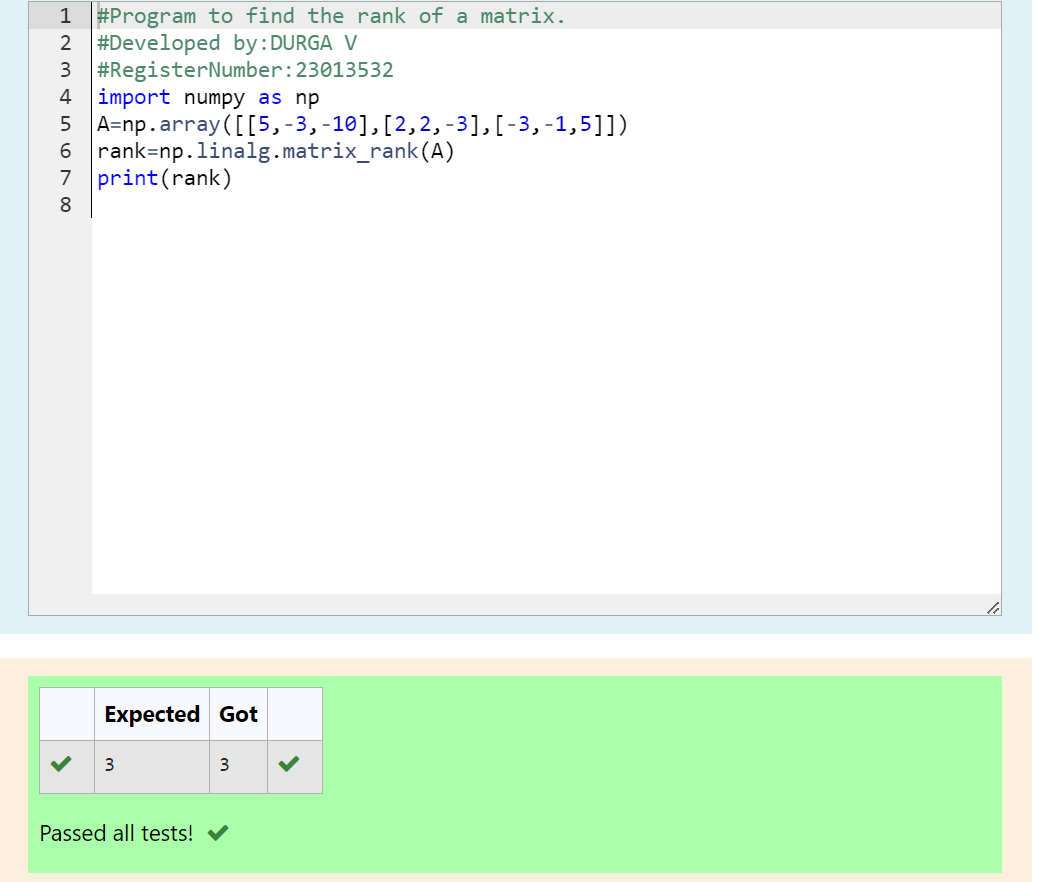 1 #Program to find the rank of a matrix.
2 #Developed by:DURGA V
3 #RegisterNumber:23013532
4 import numpy as np
5 A=np.array([[5,-3,-10],[2,2,-3],[-3,-1,5]])
6 rank=np.linalg.matrix_rank(A)
7 print(rank)
8
Expected Got
3 3
Passed all tests!